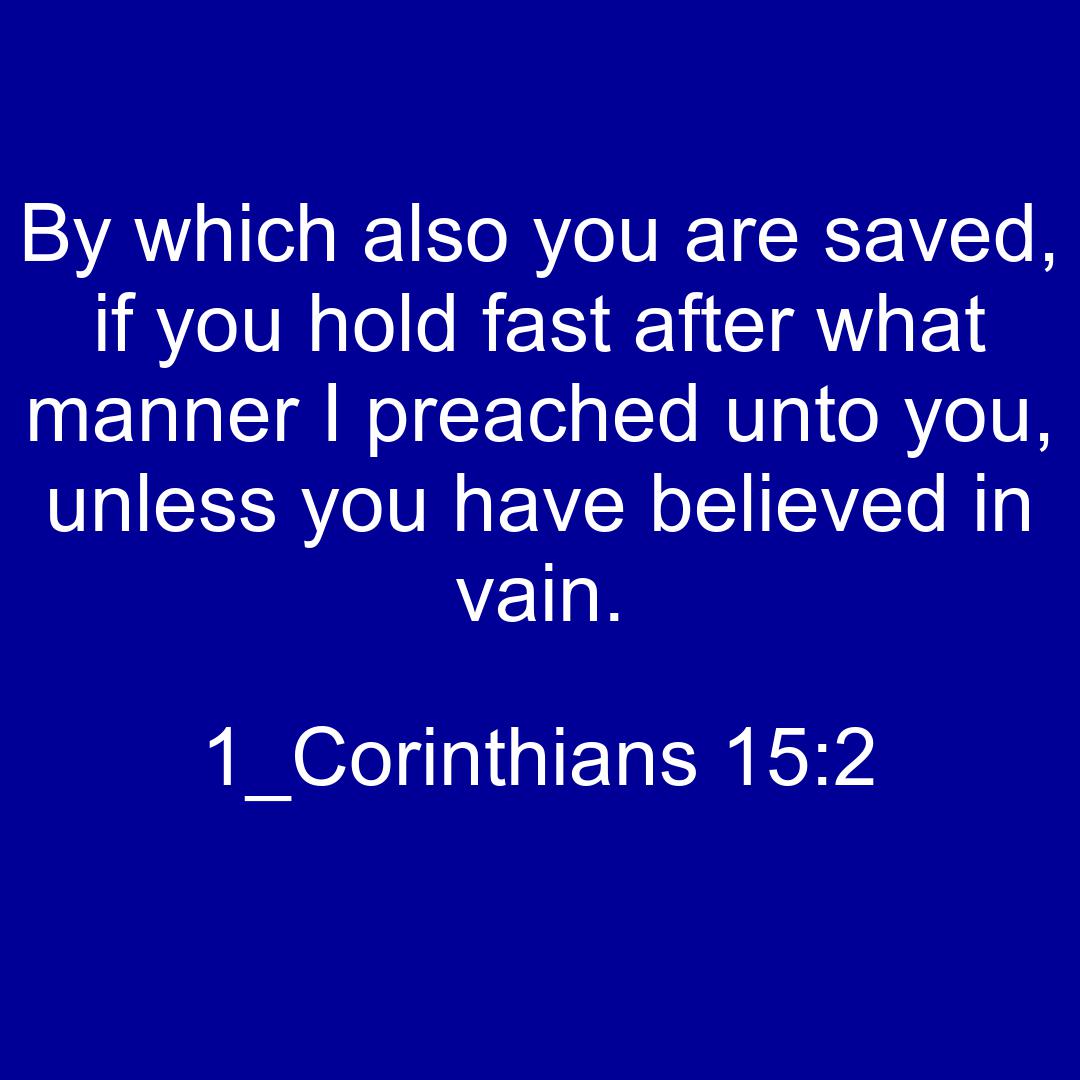 By which also you are saved,
if you hold fast after what
manner I preached unto you,
unless you have believed in
vain.
1_Corinthians 15:2